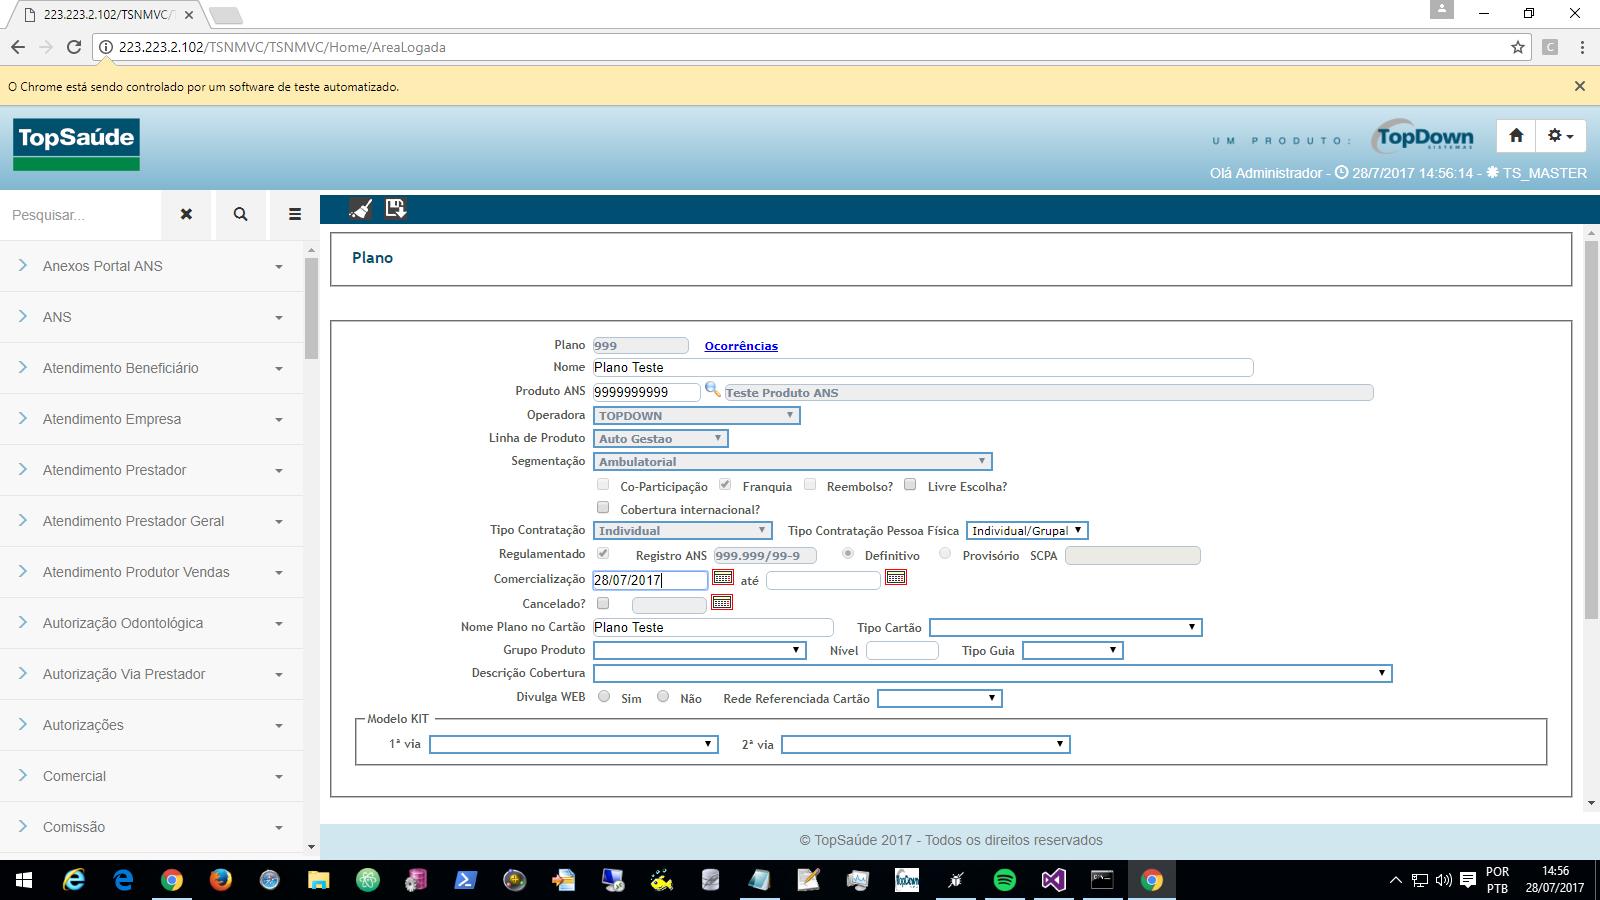 223.223.2.102/TSNMVC/T
223.223.2.102/TSNMVC/TSNMVC/Home/AreaLogada
O Chrome está sendo controlado por um software de teste automatizado.
TopSaúde
UM PRODUTO:
TopDown
SISTEMAS
Olá Administrador - 28/7/2017 14:56:14 - TS_MASTER
Pesquisar...
Anexos Portal ANS
ANS
Atendimento Beneficiário
Atendimento Empresa
Atendimento Prestador
Atendimento Prestador Geral
Atendimento Produtor Vendas
Autorização Odontológica
Autorização Via Prestador
Autorizações
Comercial
Comissão
Plano
Plano 999 Ocorrências
Nome Plano Teste
Produto ANS 9999999999 Teste Produto ANS
Operadora TOPDOWN
Linha de Produto Auto Gestao
Segmentação Ambulatorial
Co-Participação Franquia Reembolso? Livre Escolha?
Cobertura internacional?
Tipo Contratação Individual Tipo Contratação Pessoa Física Individual/Grupal
Regulamentado Registro ANS 999.999/99-9 Definitivo Provisório SCPA
Comercialização 28/07/2017 até
Cancelado?
Nome Plano no Cartão Plano Teste Tipo Cartão
Grupo Produto Nível Tipo Guia
Descrição Cobertura
Divulga WEB Sim Não Rede Referenciada Cartão
Modelo KIT
1ª via 2ª via
© TopSaúde 2017 - Todos os direitos reservados
TopDown
POR
PTB
14:56
28/07/2017